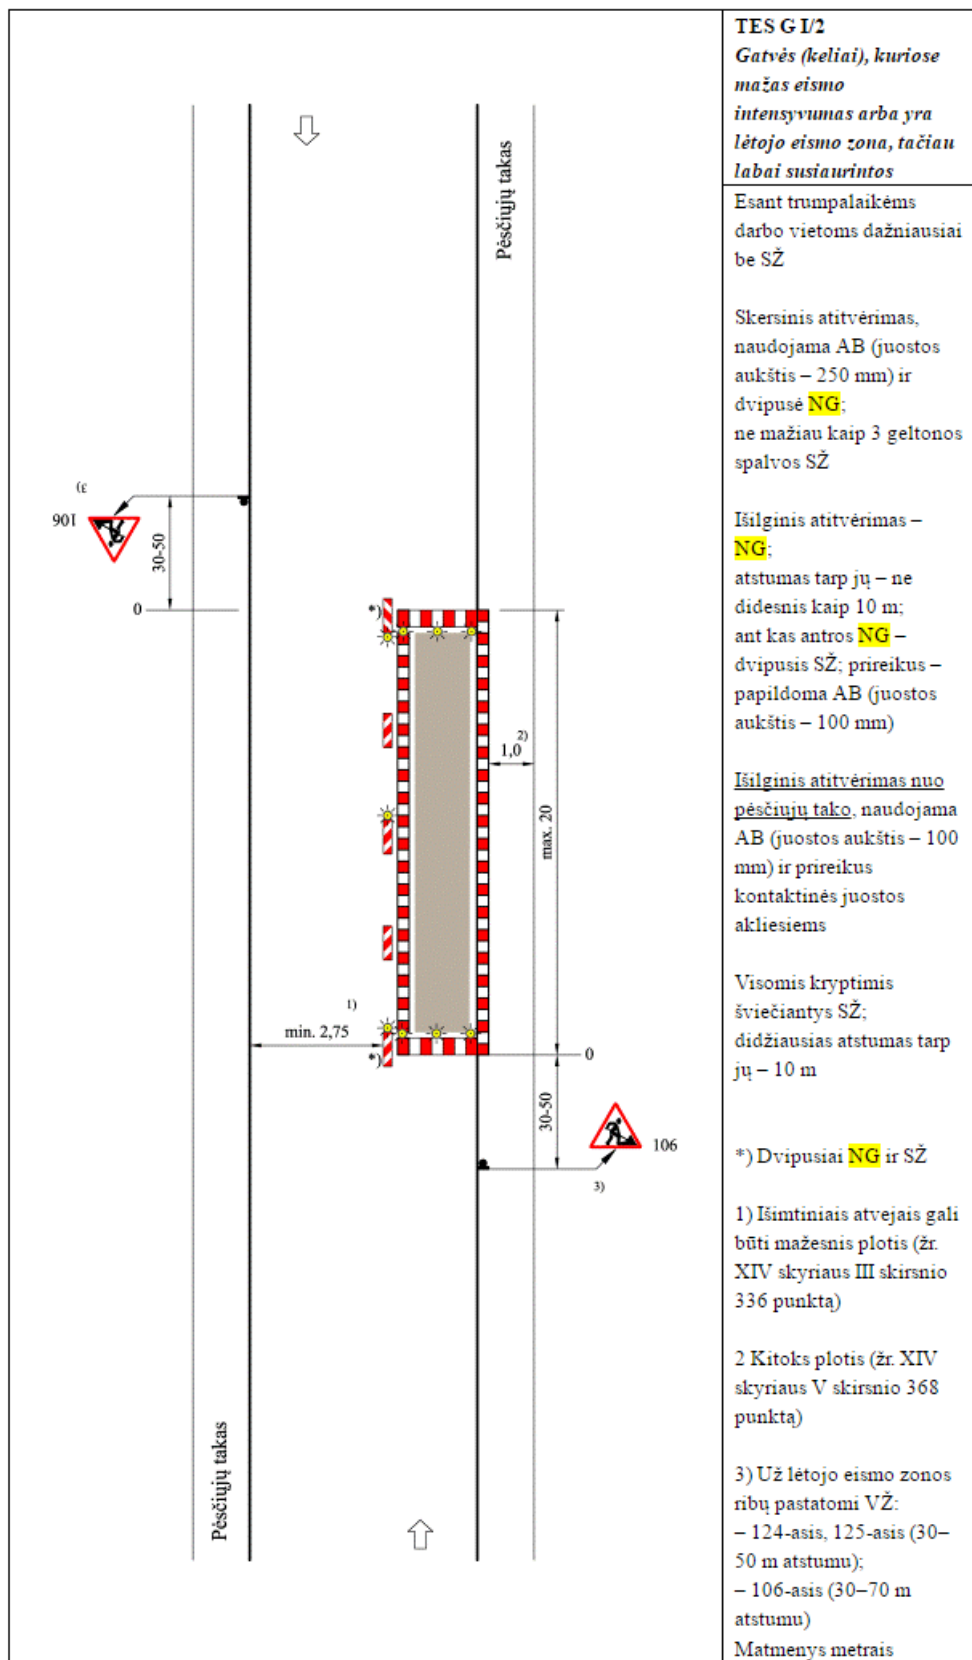 TES G I/2
Gatvės (keliai), kuriose
mažas eismo
intensyvumas arba yra
lėtojo eismo zona, tačiau
labai susiaurintos
Esant trumpalaikėms
darbo vietoms dažniausiai
be SŽ
Skersinis atitvėrimas,
naudojama AB (juostos
aukštis – 250 mm) ir
dvipusė NG;
ne mažiau kaip 3 geltonos
spalvos SŽ
Išilginis atitvėrimas –
NG;
atstumas tarp jų – ne
didesnis kaip 10 m;
ant kas antros NG –
dvipusis SŽ; prireikus –
papildoma AB (juostos
aukštis – 100 mm)
Išilginis atitvėrimas nuo
pėsčiųjų tako, naudojama
AB (juostos aukštis – 100
mm) ir prireikus
kontaktinės juostos
akliesiems
Visomis kryptimis
šviečiantys SŽ;
didžiausias atstumas tarp
jų – 10 m
*) Dvipusiai NG ir SŽ
1) Išimtiniais atvejais gali
būti mažesnis plotis (žr.
XIV skyriaus III skirsnio
336 punktą)
2 Kitoks plotis (žr. XIV
skyriaus V skirsnio 368
punktą)
3) Už lėtojo eismo zonos
ribų pastatomi VŽ:
– 124-asis, 125-asis (30–
50 m atstumu);
– 106-asis (30–70 m
atstumu)
Matmenys metrais
Pėsčiųjų takas
3)
106
30-50
0
*)
1,0
2)
max. 20
1)
min. 2,75
*)
0
30-50
106
3)
Pėsčiųjų takas